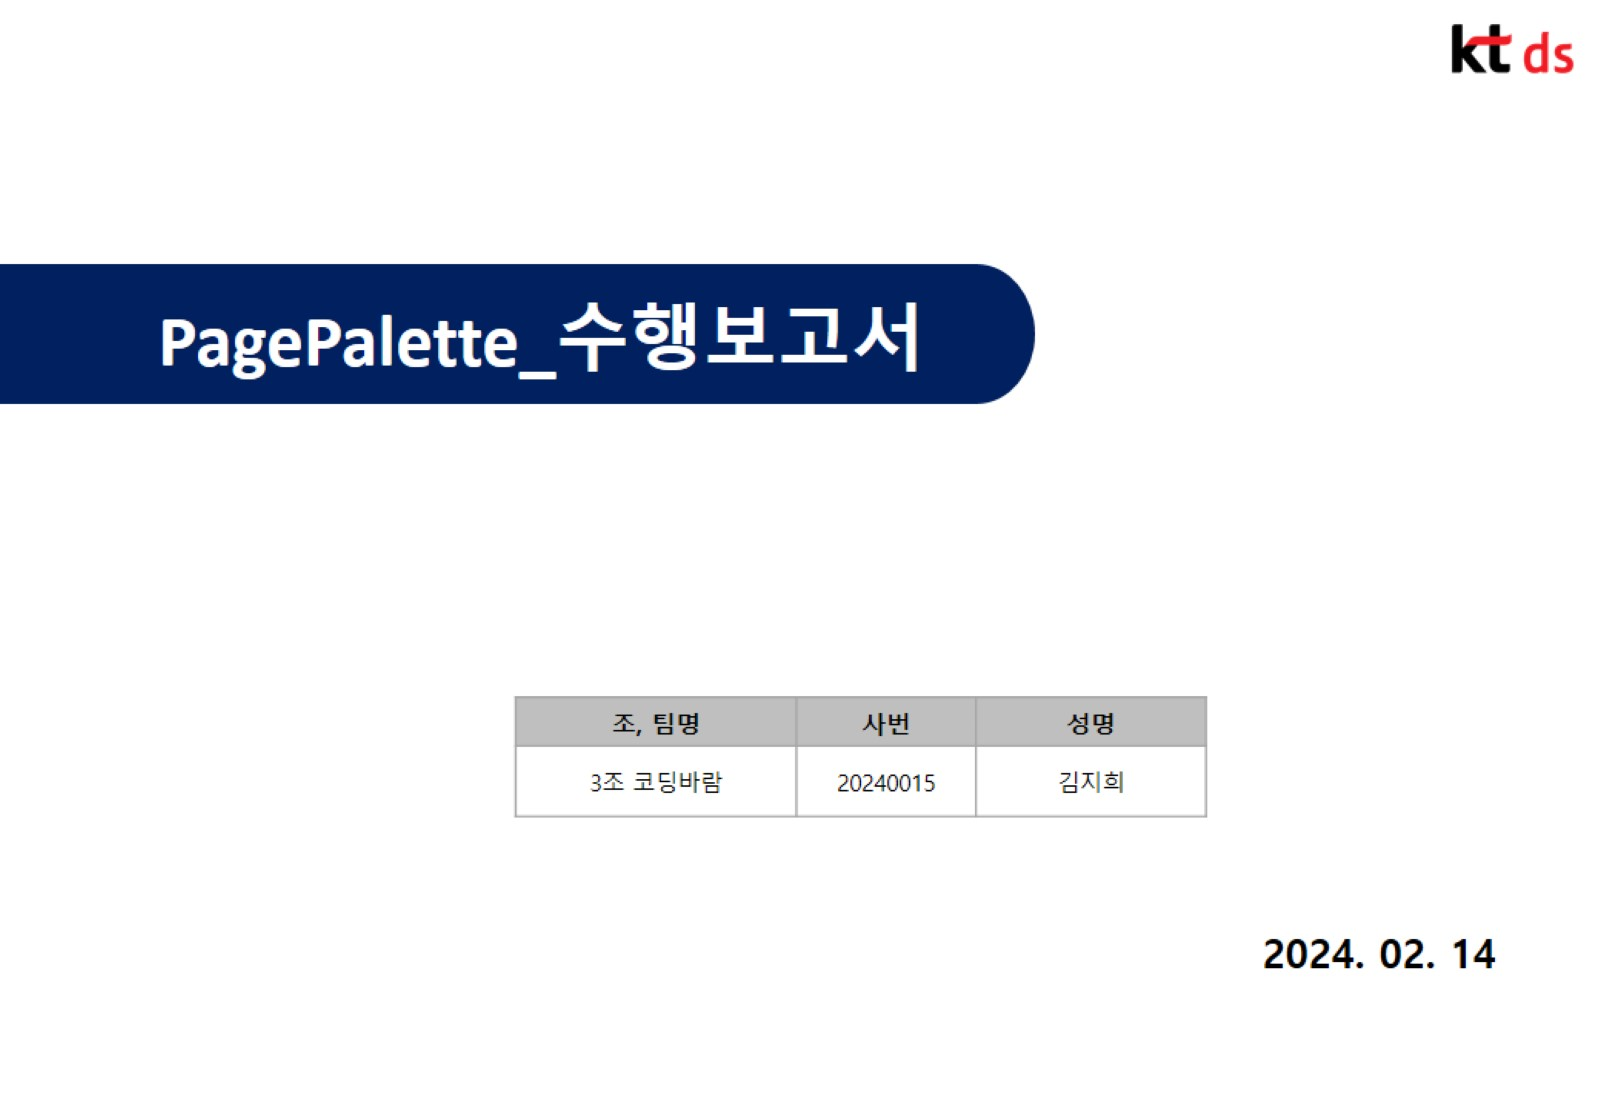 kt ds
PagePalette_수행보고서
조, 팀명 사번 성명
3조 코딩바람 20240015 김지희
2024. 02. 14